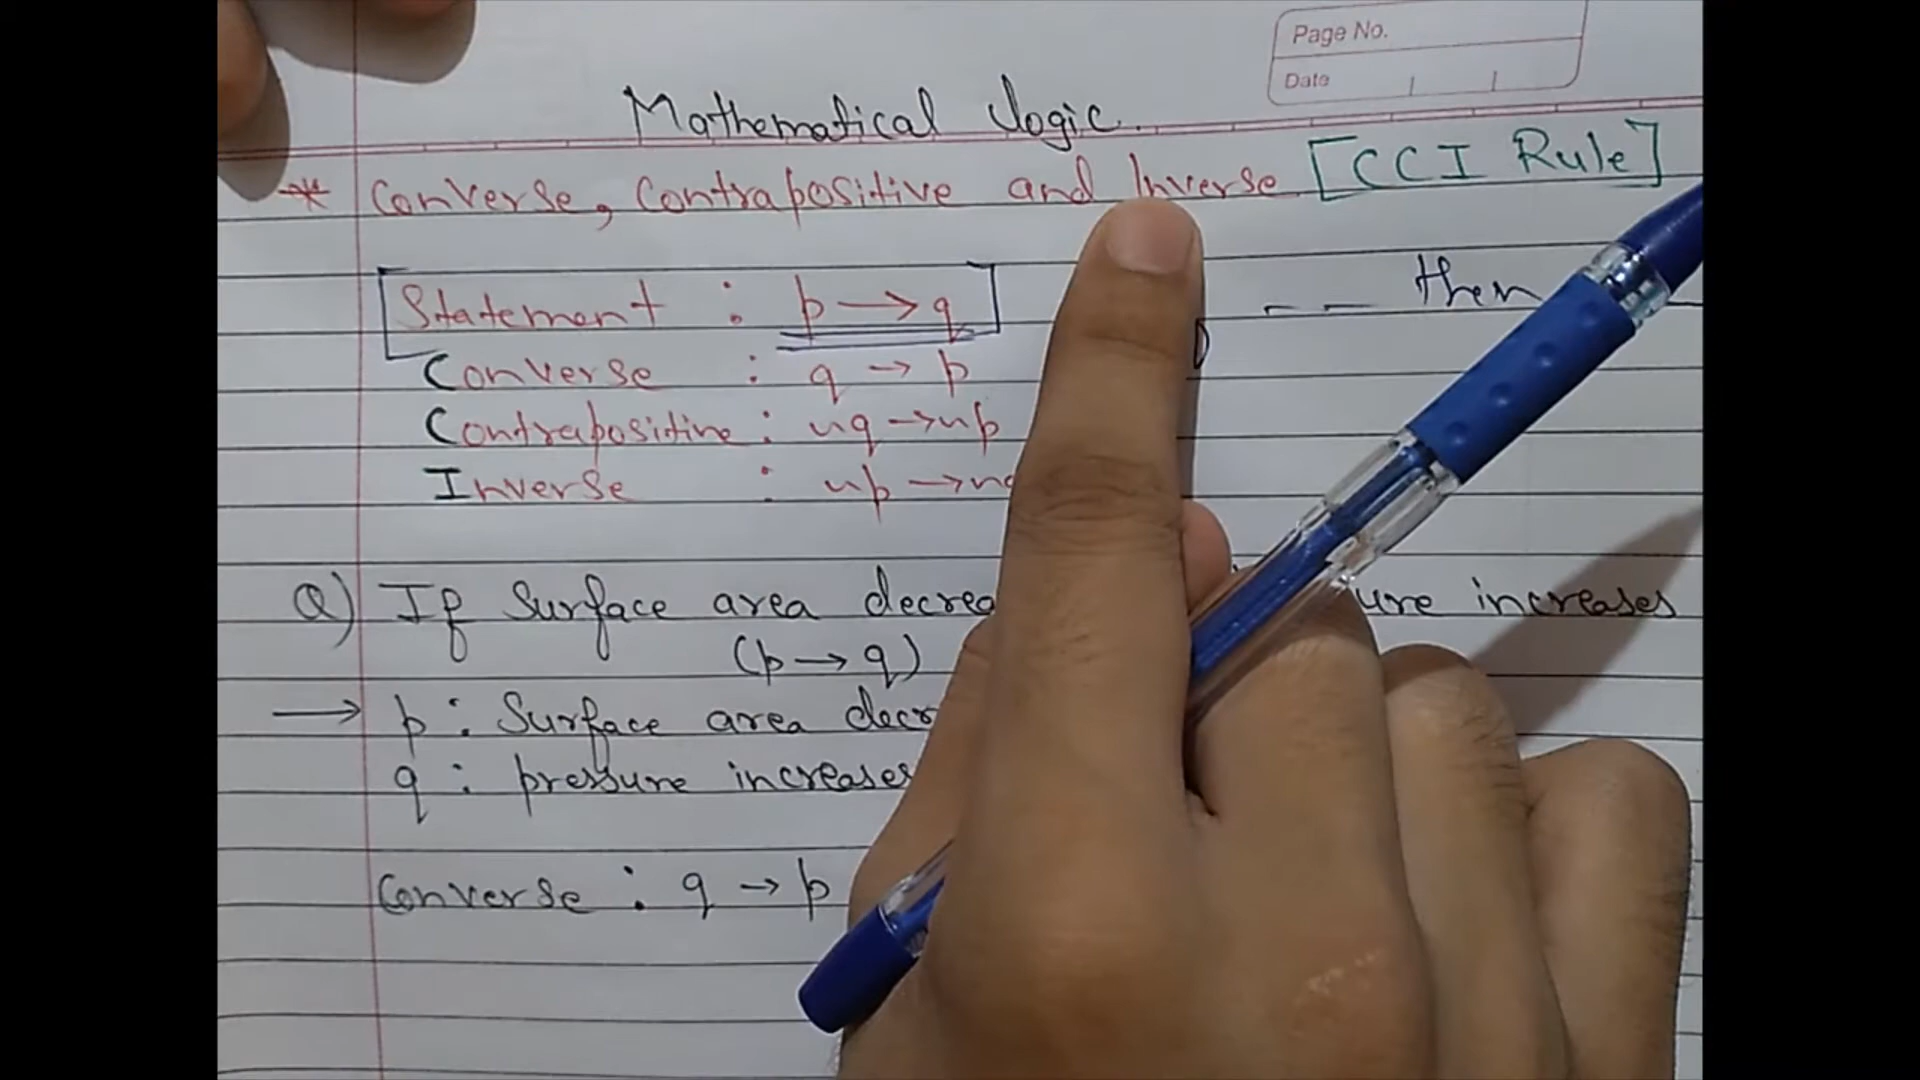 Page No.
Date
Mathematical Logic.
* Converse, Contrapositive and Inverse [CCI Rule]
Statement : p → q
- - - then
Converse : q → p
Contrapositive : ~q → ~p
Inverse : ~p →
Q) If Surface area increases
(p → q)
→ p : Surface area
q : pressure increases
Converse : q → p